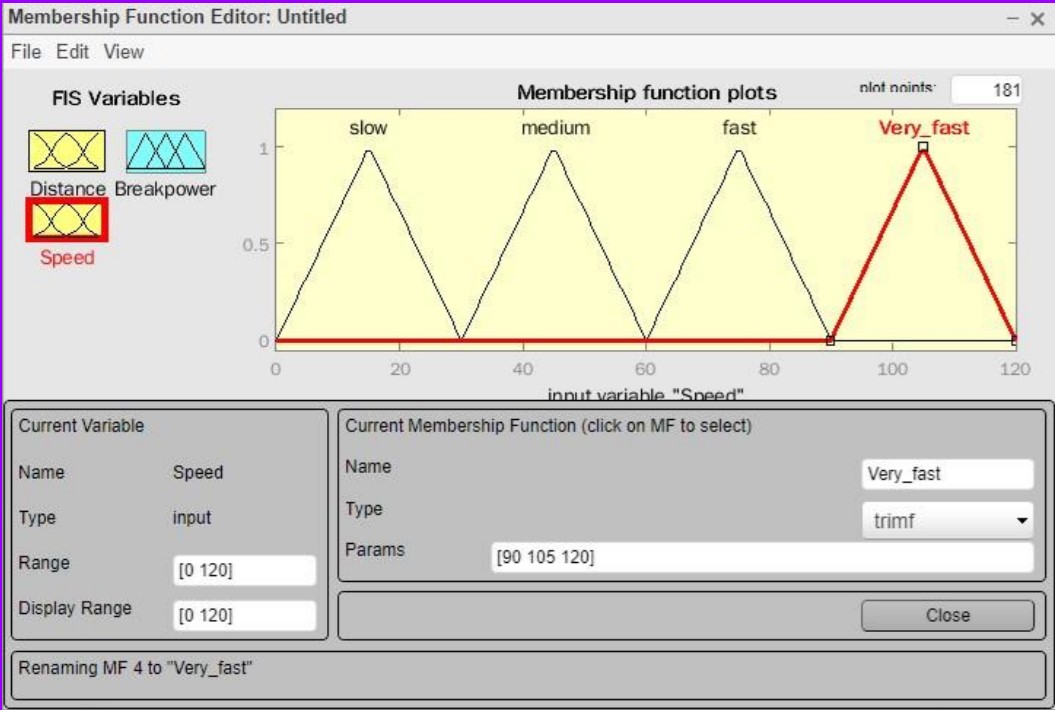 Membership Function Editor: Untitled
File Edit View
FIS Variables
Distance Breakpower
Speed
Membership function plots
plot points:
181
slow medium fast Very_fast
1
0.5
0
0 20 40 60 80 100 120
input variable "Speed"
Current Variable
Name Speed
Type input
Range [0 120]
Display Range [0 120]
Current Membership Function (click on MF to select)
Name Very_fast
Type trimf
Params [90 105 120]
Close
Renaming MF 4 to "Very_fast"